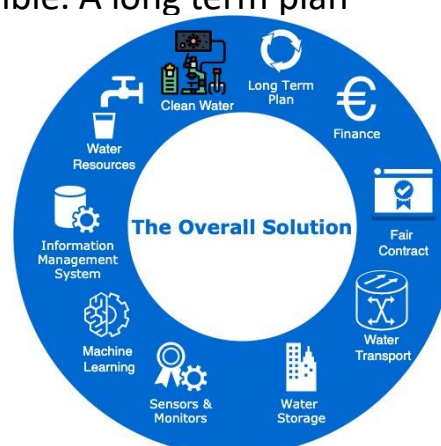 ible. A long term plan
Clean Water
Long Term
Plan
€
Finance
Fair
Contract
Water
Transport
Water
Storage
Sensors &
Monitors
Machine
Learning
Information
Management
System
Water
Resources
The Overall Solution